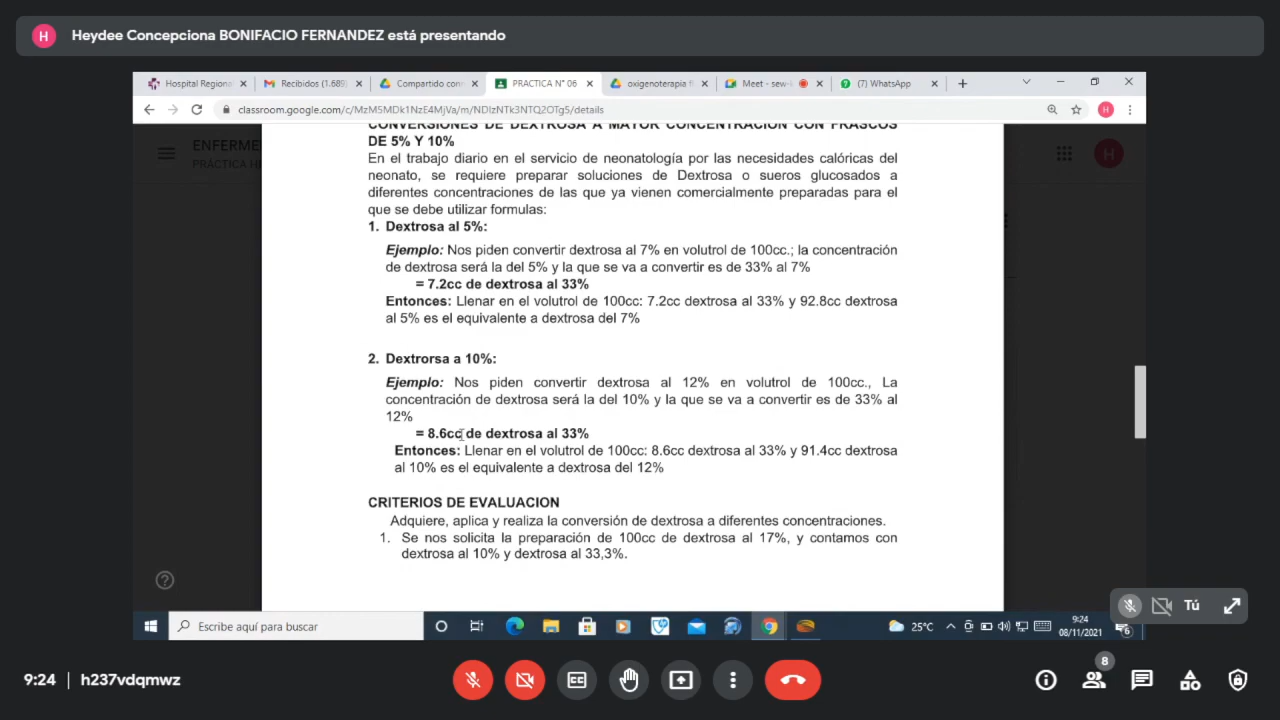 H Heydee Concepciona BONIFACIO FERNANDEZ está presentando
Hospital Regiona
Recibidos (1.689)
Compartido con
PRACTICA N° 06
oxigenoterapia f
Meet - sew-
(7) WhatsApp
classroom.google.com/c/MzM5MDk1NzE4MjVa/m/NDIzNTk3NTQ2OTg5/details
H
ENFERME
PRÁCTICA HE
H
CONVERSIONES DE DEXTROSA A MAYOR CONCENTRACION CON FRASCOS
DE 5% Y 10%
En el trabajo diario en el servicio de neonatología por las necesidades calóricas del
neonato, se requiere preparar soluciones de Dextrosa o sueros glucosados a
diferentes concentraciones de las que ya vienen comercialmente preparadas para el
que se debe utilizar formulas:
1. Dextrosa al 5%:
Ejemplo: Nos piden convertir dextrosa al 7% en volutrol de 100cc.; la concentración
de dextrosa será la del 5% y la que se va a convertir es de 33% al 7%
= 7.2cc de dextrosa al 33%
Entonces: Llenar en el volutrol de 100cc: 7.2cc dextrosa al 33% y 92.8cc dextrosa
al 5% es el equivalente a dextrosa del 7%
2. Dextrorsa a 10%:
Ejemplo: Nos piden convertir dextrosa al 12% en volutrol de 100cc., La
concentración de dextrosa será la del 10% y la que se va a convertir es de 33% al
12%
= 8.6cc de dextrosa al 33%
Entonces: Llenar en el volutrol de 100cc: 8.6cc dextrosa al 33% y 91.4cc dextrosa
al 10% es el equivalente a dextrosa del 12%
CRITERIOS DE EVALUACION
Adquiere, aplica y realiza la conversión de dextrosa a diferentes concentraciones.
1. Se nos solicita la preparación de 100cc de dextrosa al 17%, y contamos con
dextrosa al 10% y dextrosa al 33,3%.
Tú
Escribe aquí para buscar
25°C
9:24
08/11/2021
6
9:24 | h237vdqmwz
8